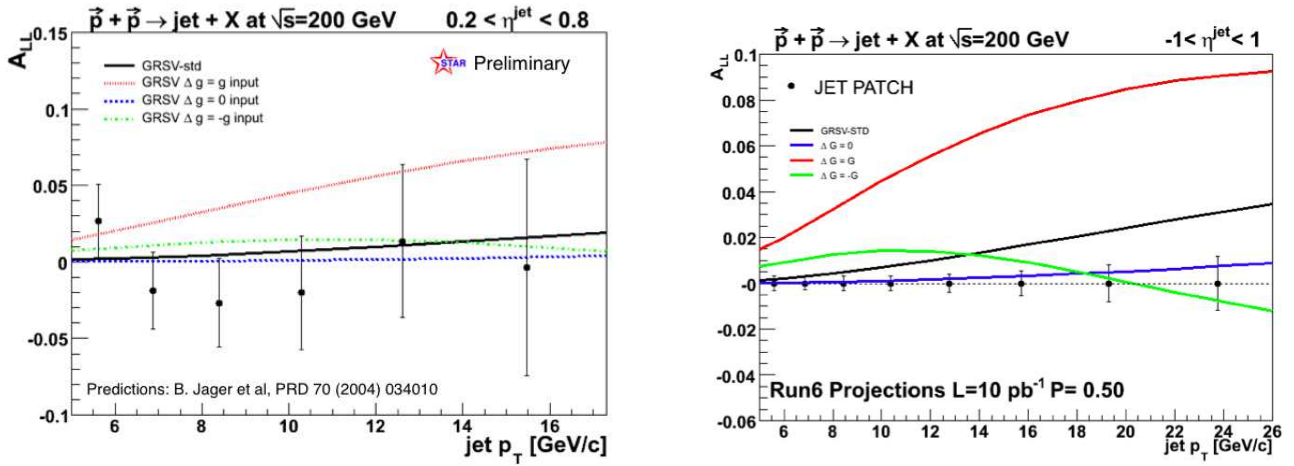 p + p → jet + X at √s=200 GeV 0.2 < η^jet < 0.8
A_LL
0.15
0.1
0.05
0
-0.05
-0.1
GRSV-std
GRSV Δ g = g input
GRSV Δ g = 0 input
GRSV Δ g = -g input
STAR Preliminary
Predictions: B. Jager et al, PRD 70 (2004) 034010
6 8 10 12 14 16
jet p_T [GeV/c]
p + p → jet + X at √s=200 GeV -1< η^jet < 1
A_LL
0.1
0.08
0.06
0.04
0.02
-0
-0.02
-0.04
-0.06
JET PATCH
GRSV-STD
Δ G = 0
Δ G = G
Δ G = -G
Run6 Projections L=10 pb⁻¹ P= 0.50
6 8 10 12 14 16 18 20 22 24 26
jet p_T [GeV/c]